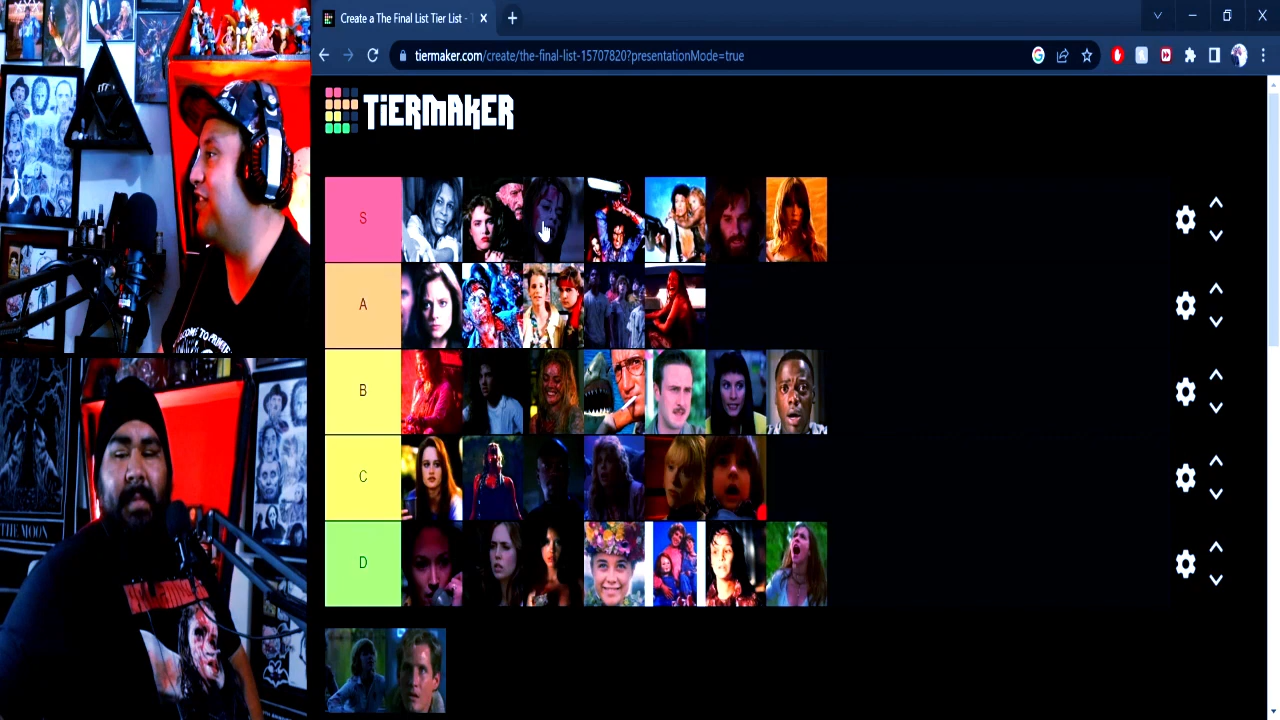 Create a The Final List Tier List -
tiermaker.com/create/the-final-list-15707820?presentationMode=true
TiERMAKER
S
A
B
C
D
THE MOON